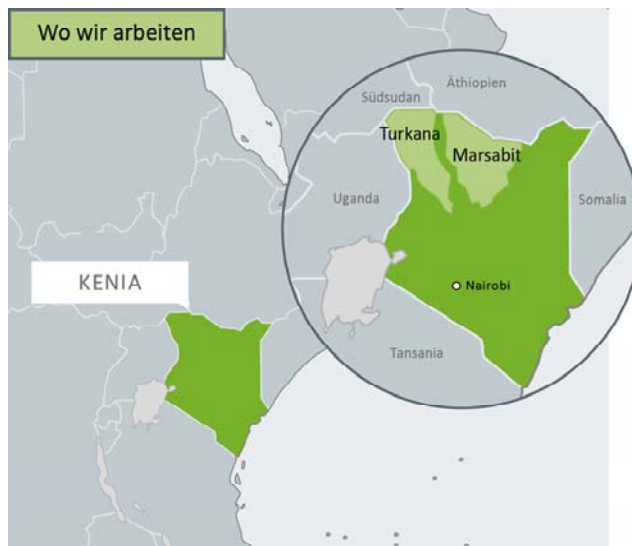 Wo wir arbeiten
Äthiopien
Südsudan
Turkana
Marsabit
Uganda
Somalia
KENIA
Nairobi
Tansania